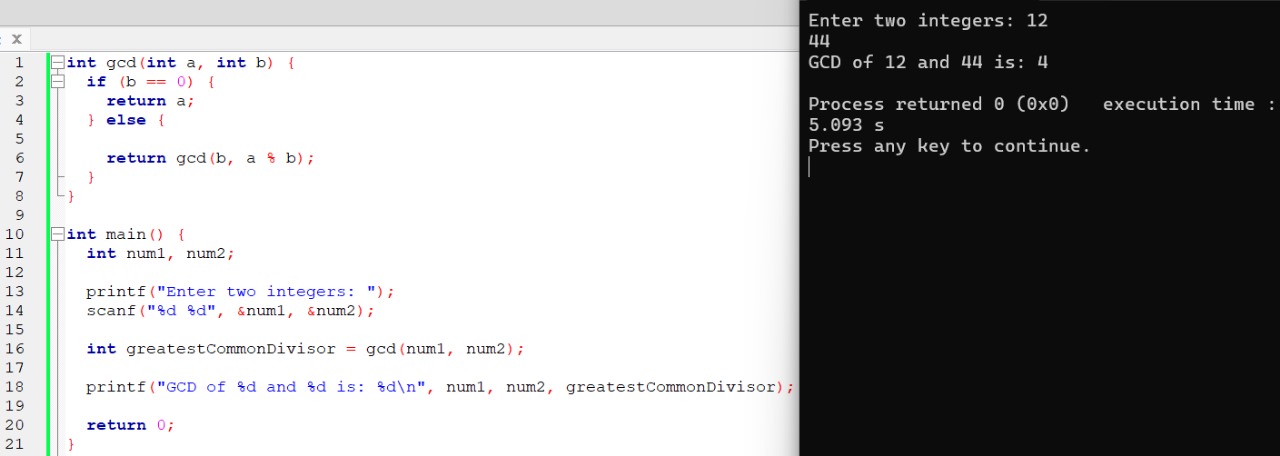 1 int gcd(int a, int b) {
2 if (b == 0) {
3 return a;
4 } else {
5
6 return gcd(b, a % b);
7 }
8 }
9
10 int main() {
11 int num1, num2;
12
13 printf("Enter two integers: ");
14 scanf("%d %d", &num1, &num2);
15
16 int greatestCommonDivisor = gcd(num1, num2);
17
18 printf("GCD of %d and %d is: %d\n", num1, num2, greatestCommonDivisor);
19
20 return 0;
21 }
Enter two integers: 12
44
GCD of 12 and 44 is: 4
Process returned 0 (0x0) execution time :
5.093 s
Press any key to continue.